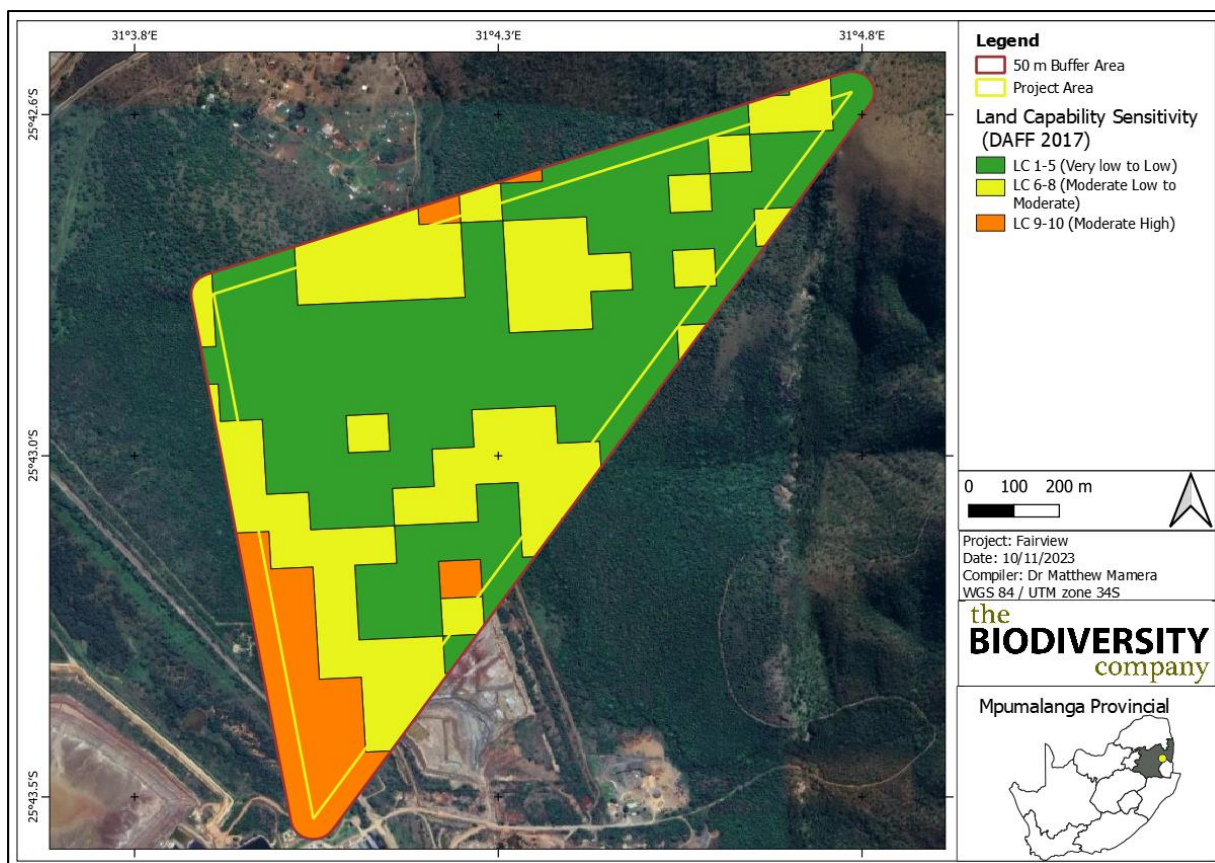 31°3.8'E
31°4.3'E
31°4.8'E
25°42.6'S
25°43.0'S
25°43.5'S
Legend
50 m Buffer Area
Project Area
Land Capability Sensitivity
(DAFF 2017)
LC 1-5 (Very low to Low)
LC 6-8 (Moderate Low to
Moderate)
LC 9-10 (Moderate High)
0 100 200 m
Project: Fairview
Date: 10/11/2023
Compiler: Dr Matthew Mamera
WGS 84 / UTM zone 34S
the
BIODIVERSITY
company
Mpumalanga Provincial